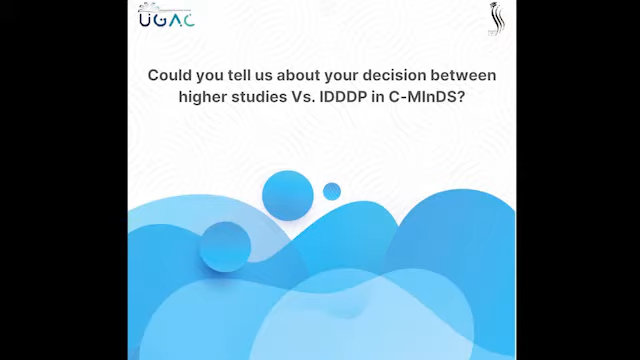 UGAC
Could you tell us about your decision between
higher studies Vs. IDDDP in C-MInDS?